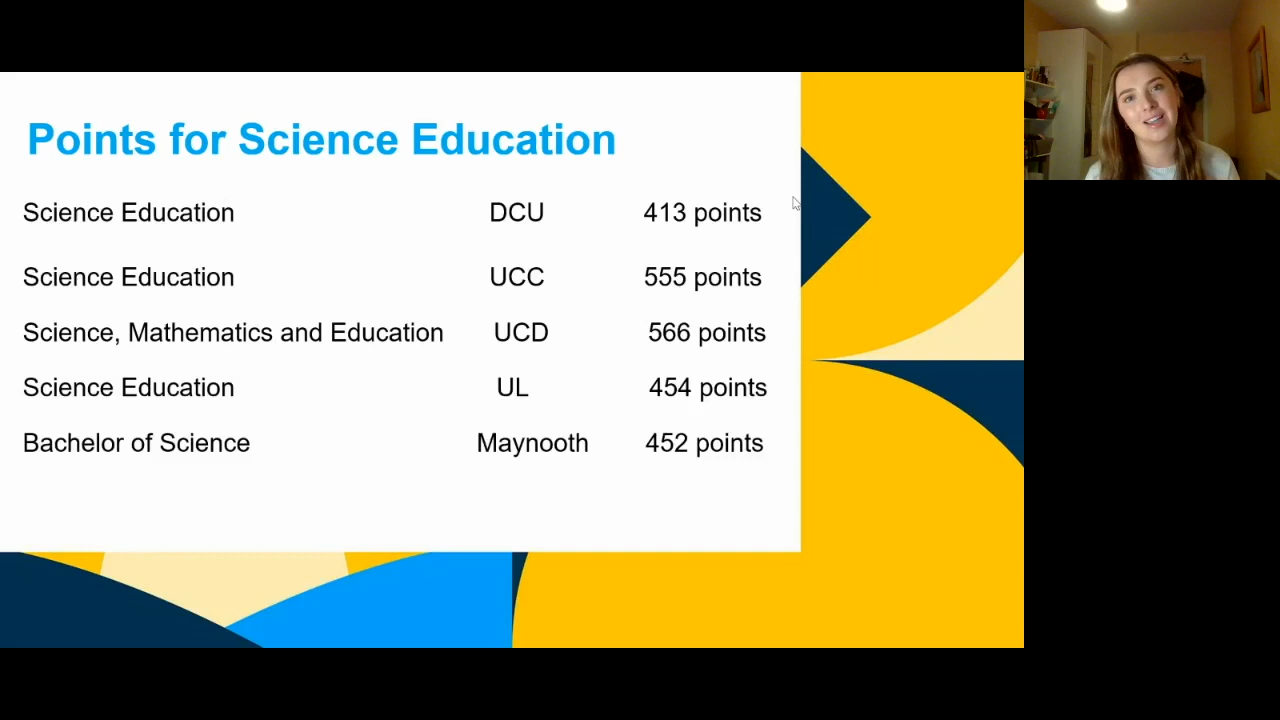 Points for Science Education
Science Education DCU 413 points
Science Education UCC 555 points
Science, Mathematics and Education UCD 566 points
Science Education UL 454 points
Bachelor of Science Maynooth 452 points